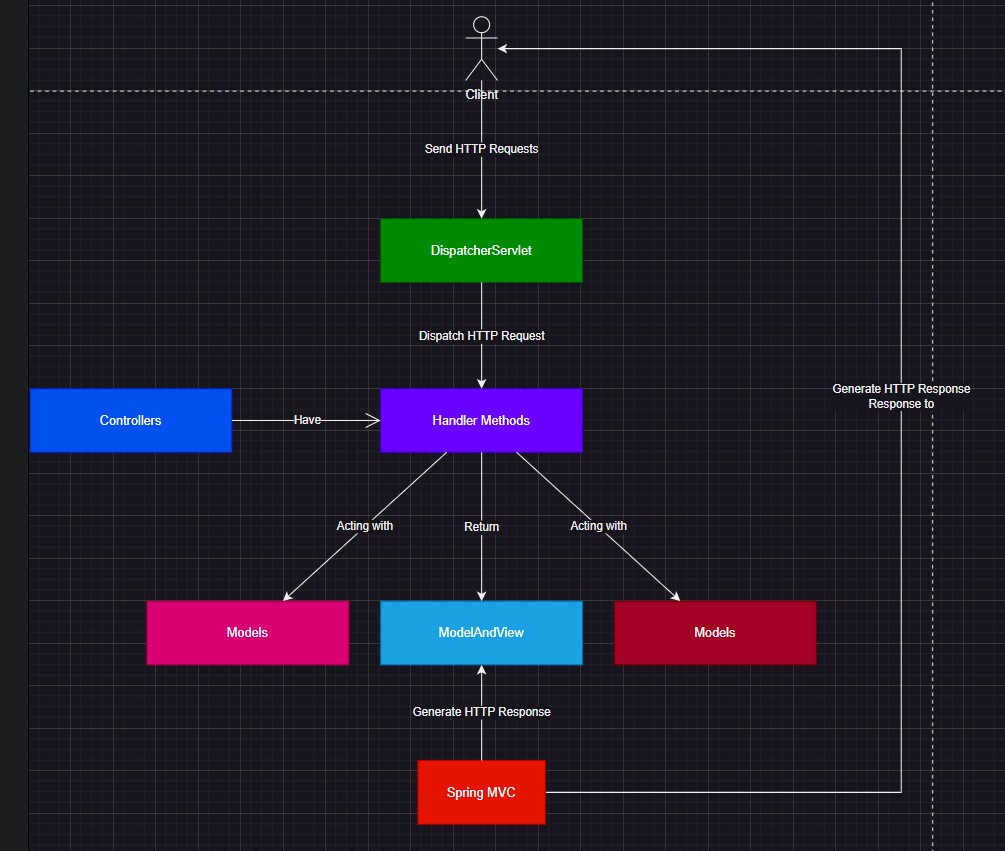 Client
Send HTTP Requests
DispatcherServlet
Dispatch HTTP Request
Generate HTTP Response
Response to
Controllers
Have
Handler Methods
Acting with
Return
Acting with
Models
ModelAndView
Models
Generate HTTP Response
Spring MVC